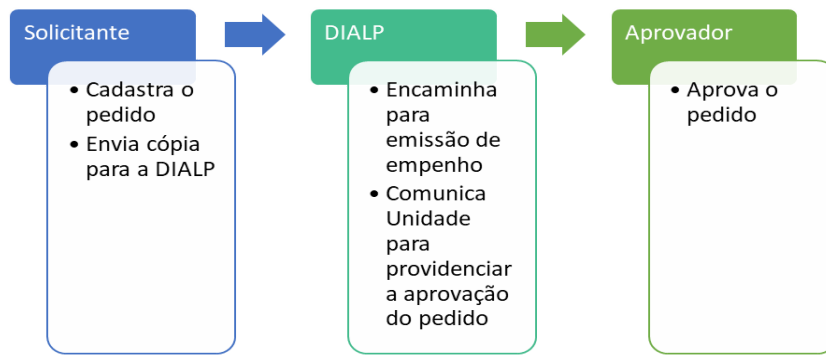 Solicitante
• Cadastra o
pedido
• Envia cópia
para a DIALP
DIALP
• Encaminha
para
emissão de
empenho
• Comunica
Unidade
para
providenciar
a aprovação
do pedido
Aprovador
• Aprova o
pedido